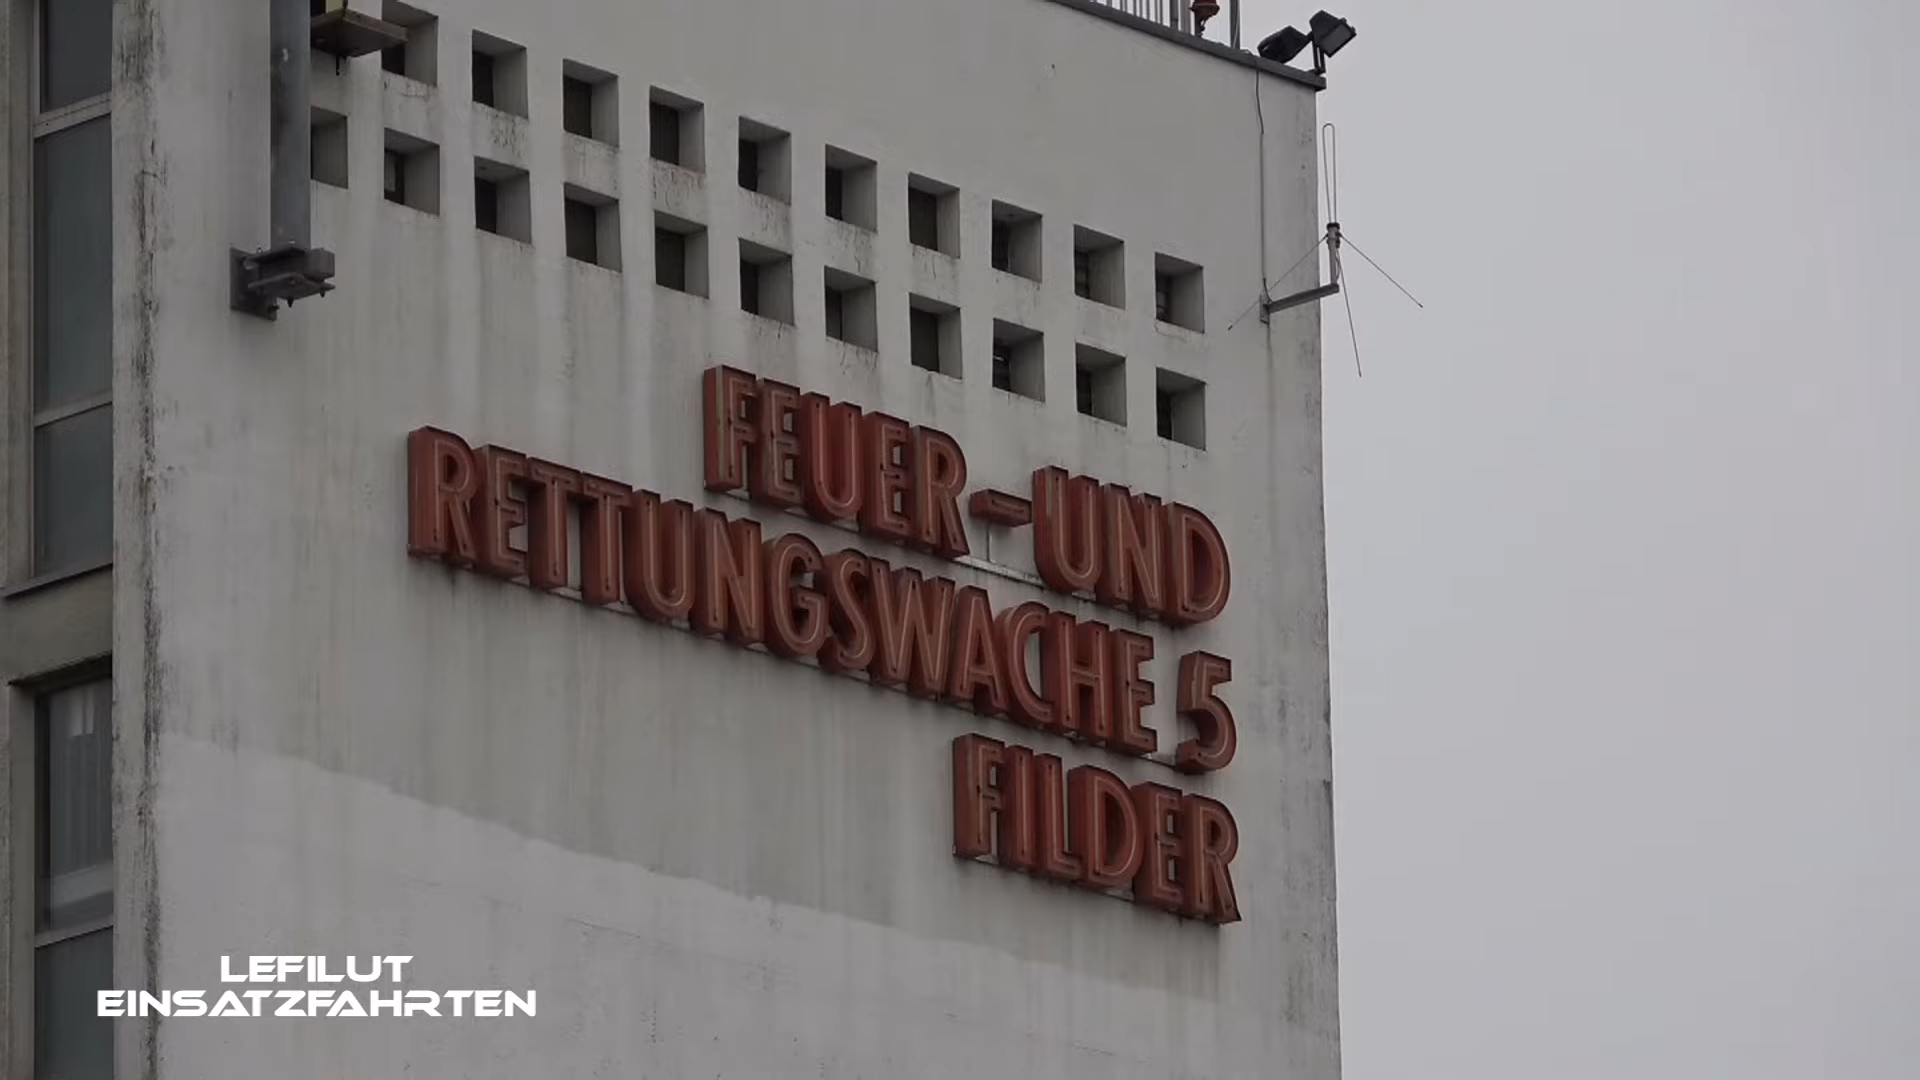 FEUER-UND
RETTUNGSWACHE 5
FILDER
LEFILUT
EINSATZFAHRTEN